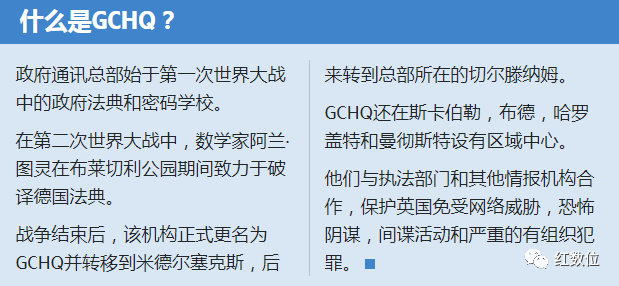 什么是GCHQ？
政府通讯总部始于第一次世界大战
中的政府法典和密码学校。
在第二次世界大战中，数学家阿兰·
图灵在布莱切利公园期间致力于破
译德国法典。
战争结束后，该机构正式更名为
GCHQ并转移到米德尔塞克斯，后
来转到总部所在的切尔滕纳姆。
GCHQ还在斯卡伯勒，布德，哈罗
盖特和曼彻斯特设有区域中心。
他们与执法部门和其他情报机构合
作，保护英国免受网络威胁，恐怖
阴谋，间谍活动和严重的有组织犯
罪。
红数位